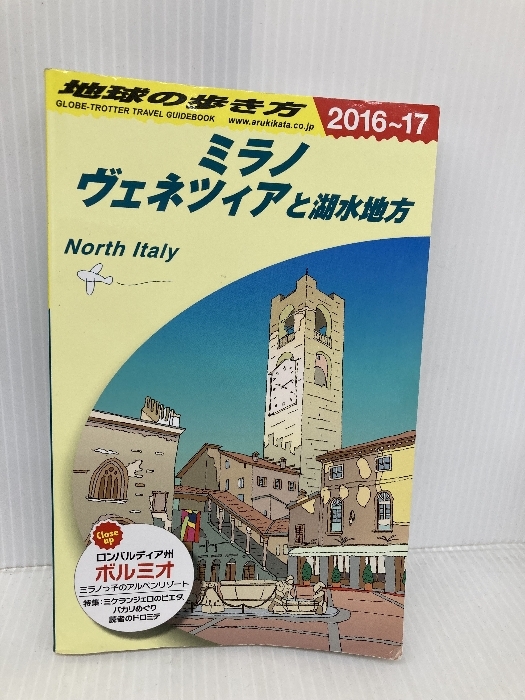 地球の歩き方
GLOBE-TROTTER TRAVEL GUIDEBOOK
www.arukikata.co.jp
2016~17
ミラノ
ヴェネツィアと湖水地方
North Italy
Close up
ロンバルディア州
ボルミオ
ミラノっ子のアルペンリゾート
特集:ミケランジェロのピエタ、
バカリめぐり
読者のドロミテ